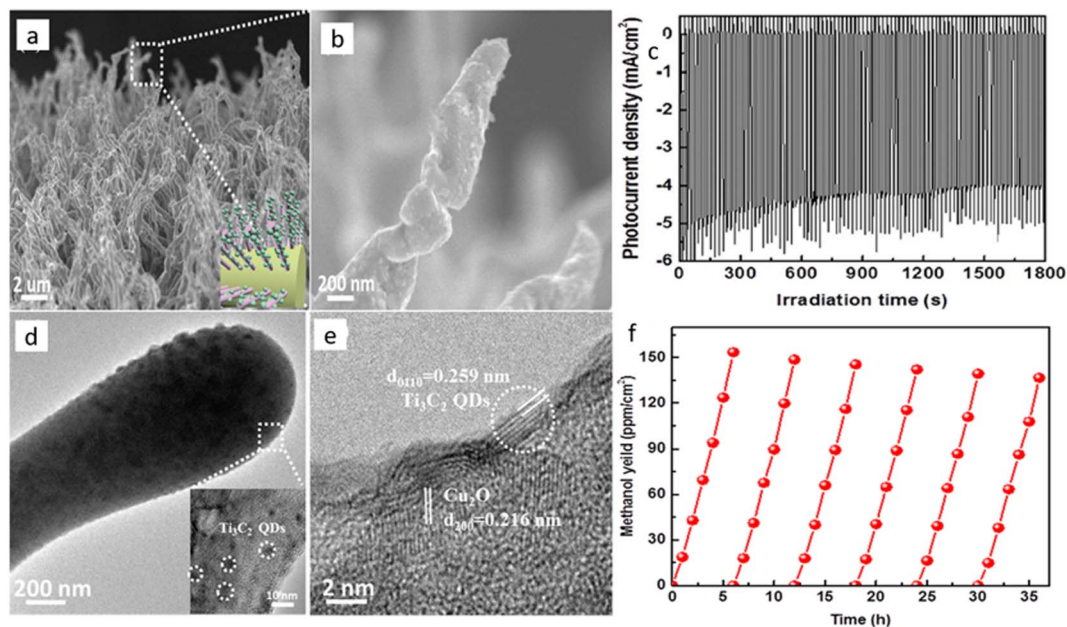 a
2 um
b
200 nm
c
Photocurrent density (mA/cm²)
0
-1
-2
-3
-4
-5
-6
0 300 600 900 1200 1500 1800
Irradiation time (s)
d
Ti₃C₂ QDs
10 nm
200 nm
e
d₀₁₁₀=0.259 nm
Ti₃C₂ QDs
Cu₂O
d₂₀₀=0.216 nm
2 nm
f
Methanol yeild (ppm/cm²)
150
120
90
60
30
0
0 5 10 15 20 25 30 35
Time (h)